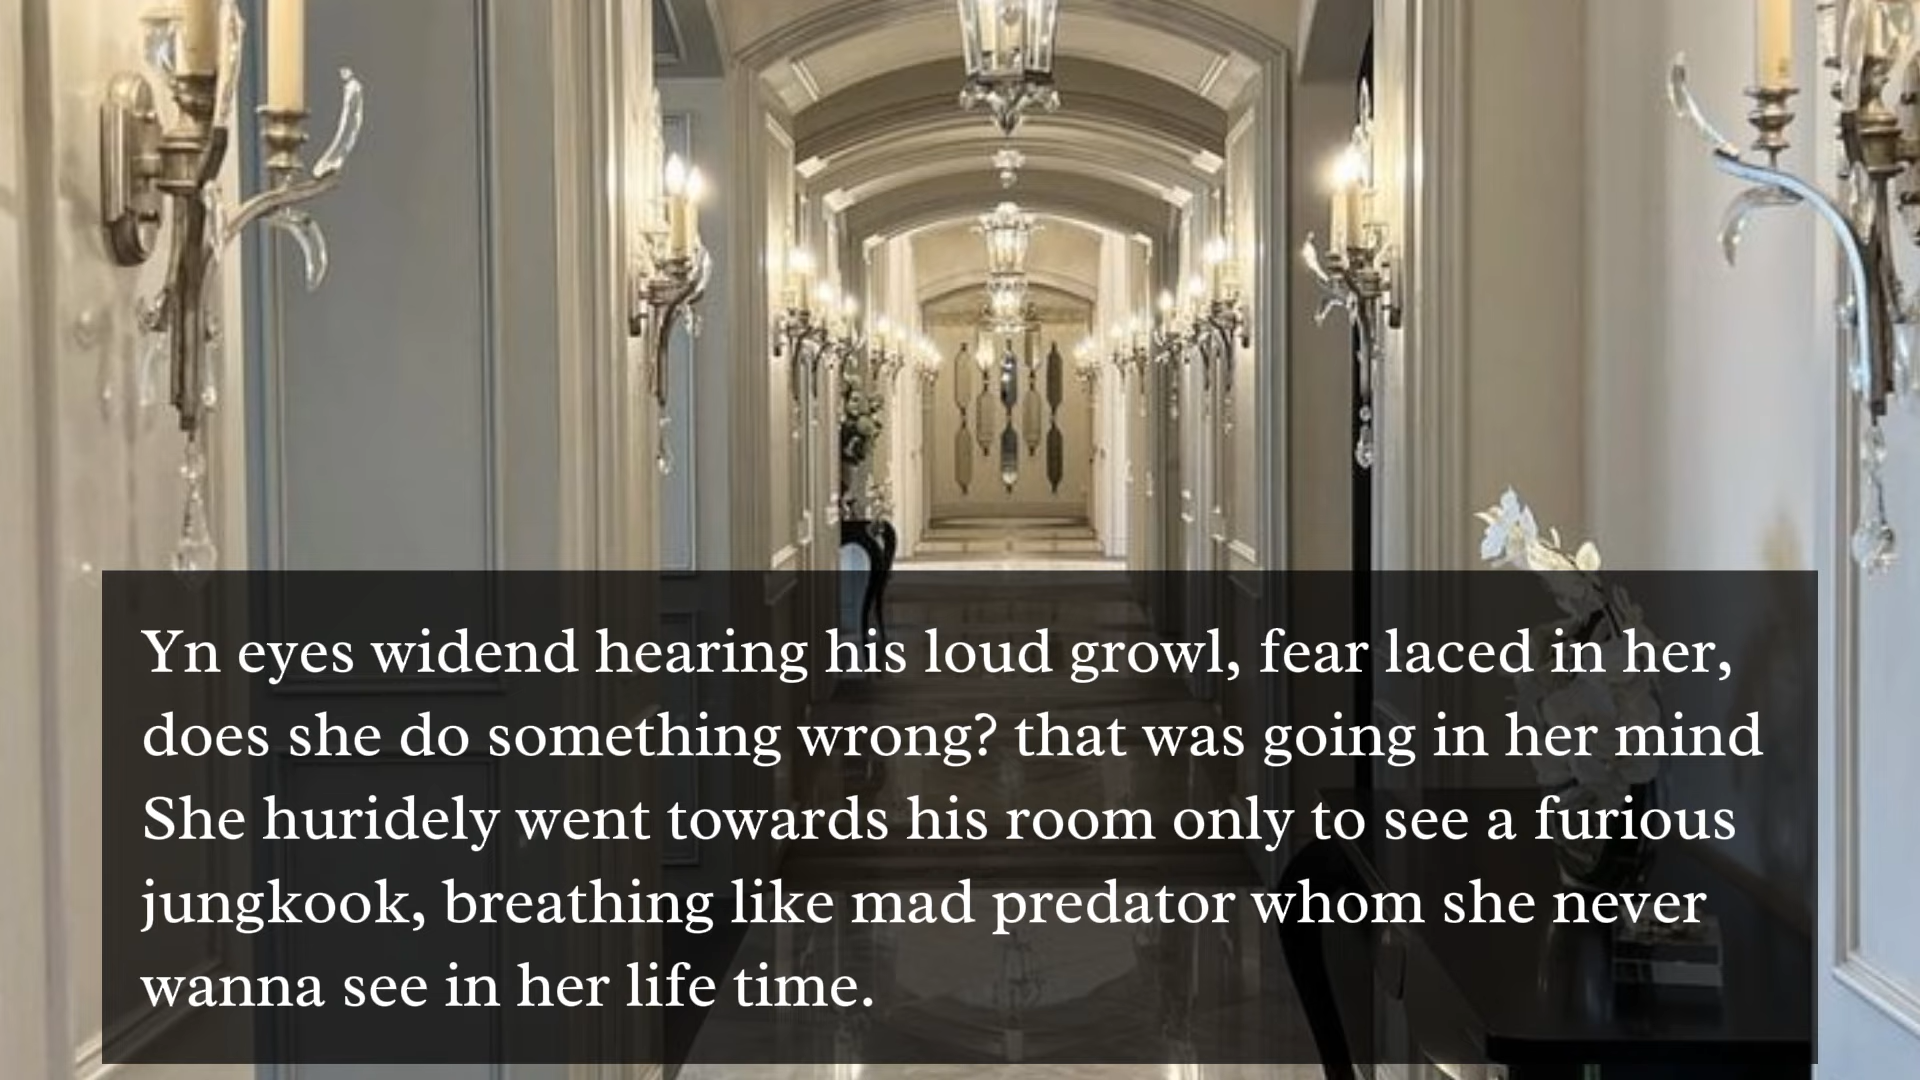 Yn eyes widend hearing his loud growl, fear laced in her,
does she do something wrong? that was going in her mind
She huridely went towards his room only to see a furious
jungkook, breathing like mad predator whom she never
wanna see in her life time.